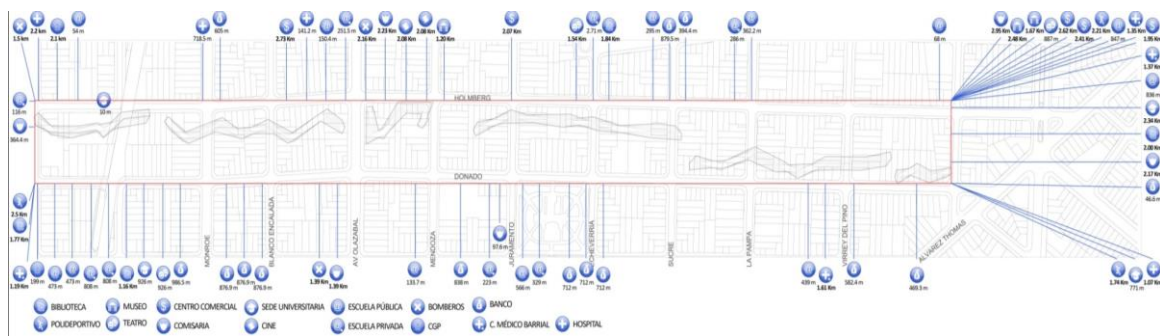 1.5 Km 2.2 Km 2.1 Km 54 m 718.5 m 605 m 2.73 Km 141.2 m 150.4 m 251.5 m 2.16 Km 2.23 Km 2.08 Km 2.08 Km 1.20 Km 2.07 Km 1.54 Km 2.71 m 1.84 Km 295 m 879.5 m 394.4 m 286 m 362.2 m 68 m 2.95 Km 2.48 Km 1.67 Km 887 m 2.62 Km 2.41 Km 2.21 Km 847 m 1.35 Km 1.95 Km
1.37 Km
836 m
HOLMBERG
116 m
10 m
2.34 Km
364.4 m
2.08 Km
2.17 Km
DONADO
46.6 m
2.5 Km
1.77 Km
MONROE
BLANCO ENCALADA
AV OLAZABAL
MENDOZA
JURAMENTO
ECHEVERRIA
SUCRE
LA PAMPA
VIRREY DEL PINO
ALVAREZ THOMAS
97.8 m
1.19 Km 199 m 473 m 473 m 808 m 808 m 1.16 Km 926 m 926 m 986.5 m 876.9 m 876.9 m 876.9 m 1.39 Km 1.39 Km 133.7 m 838 m 223 m 566 m 329 m 712 m 712 m 712 m 439 m 1.61 Km 582.4 m 469.3 m 1.74 Km 771 m 1.07 Km
BIBLIOTECA MUSEO CENTRO COMERCIAL SEDE UNIVERSITARIA ESCUELA PÚBLICA BOMBEROS BANCO
POLIDEPORTIVO TEATRO COMISARIA CINE ESCUELA PRIVADA CGP C. MÉDICO BARRIAL HOSPITAL